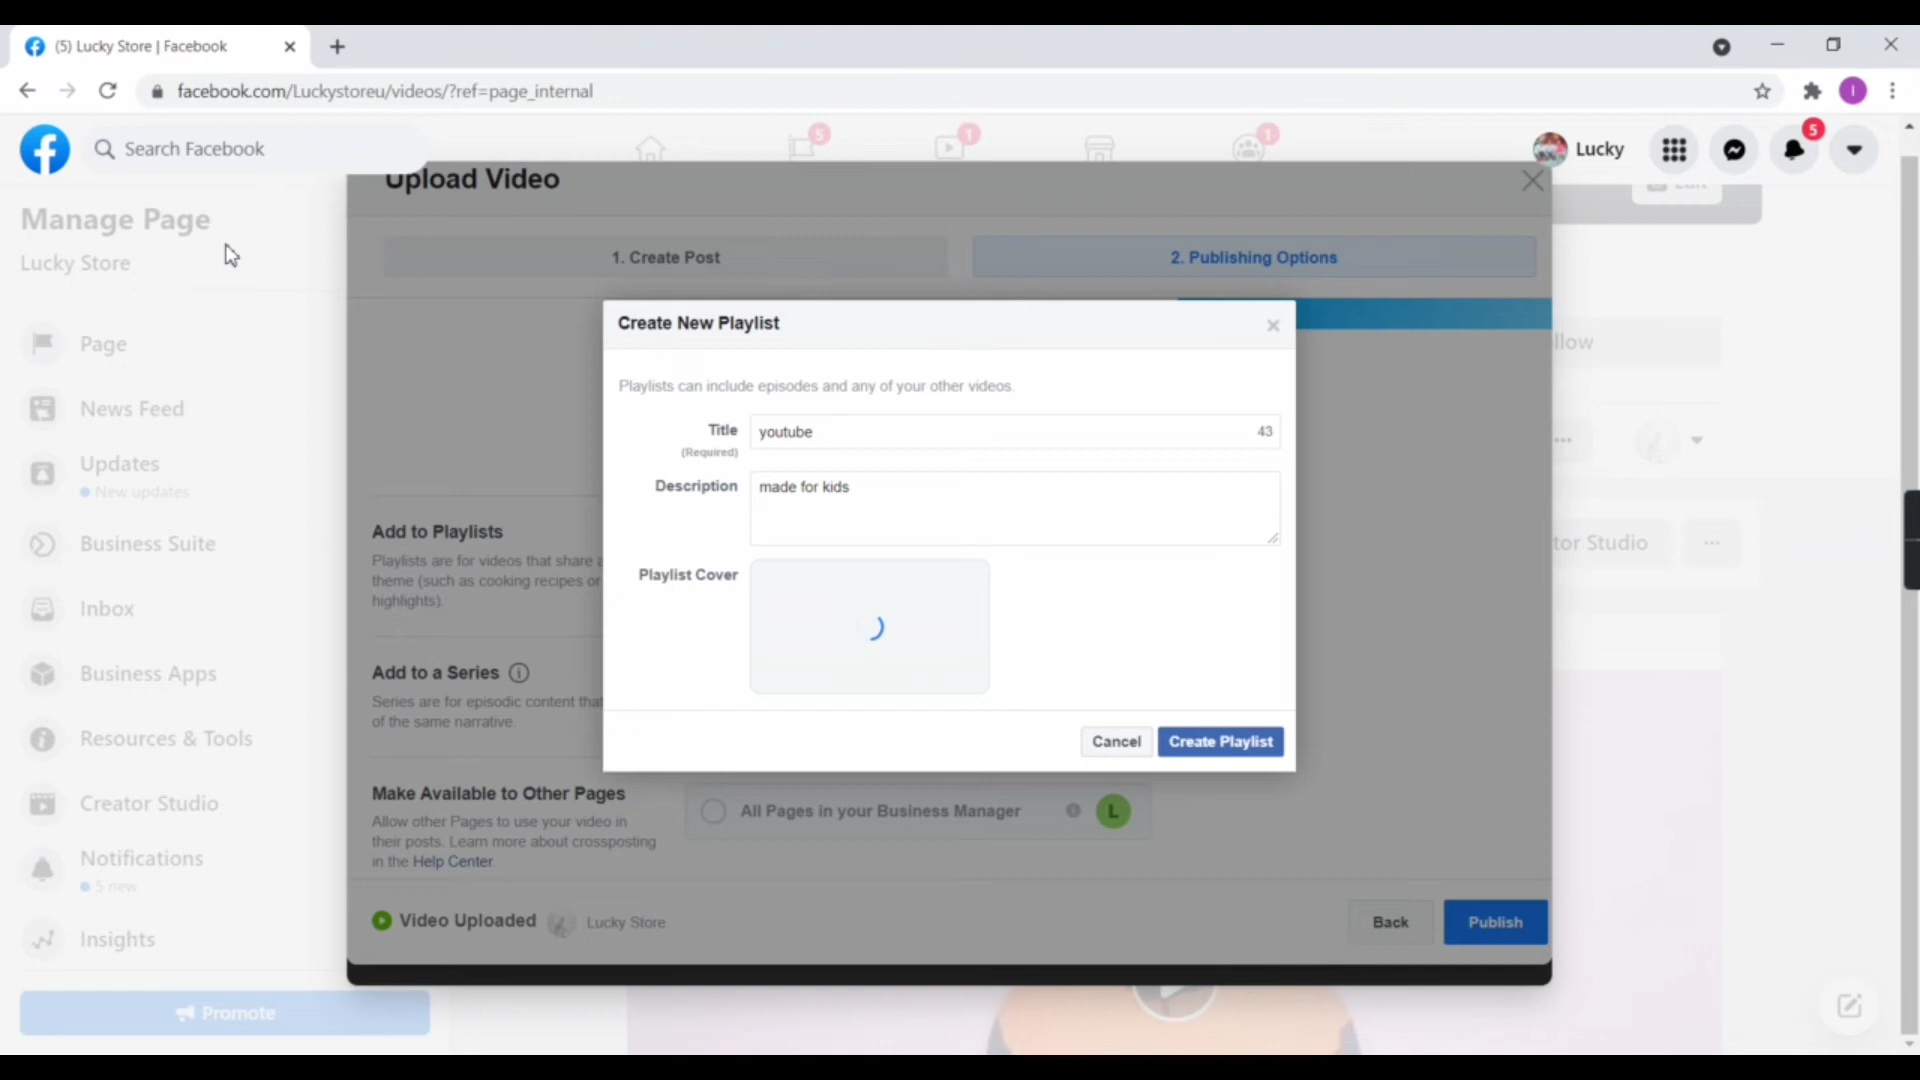 (5) Lucky Store | Facebook
facebook.com/Luckystoreu/videos/?ref=page_internal
I
Search Facebook
5
1
1
Lucky
5
Upload Video
Manage Page
Lucky Store
1. Create Post
2. Publishing Options
Page
News Feed
Updates
New updates
Business Suite
Inbox
Business Apps
Resources & Tools
Creator Studio
Notifications
5 new
Insights
Promote
Create New Playlist
Playlists can include episodes and any of your other videos.
Title
youtube
43
(Required)
Description
made for kids
Playlist Cover
Cancel
Create Playlist
Add to Playlists
Playlists are for videos that share a
theme (such as cooking recipes or
highlights).
Add to a Series
Series are for episodic content that
of the same narrative.
Make Available to Other Pages
Allow other Pages to use your video in
their posts. Learn more about crossposting
in the Help Center.
All Pages in your Business Manager
L
Video Uploaded
Lucky Store
Back
Publish
llow
tor Studio